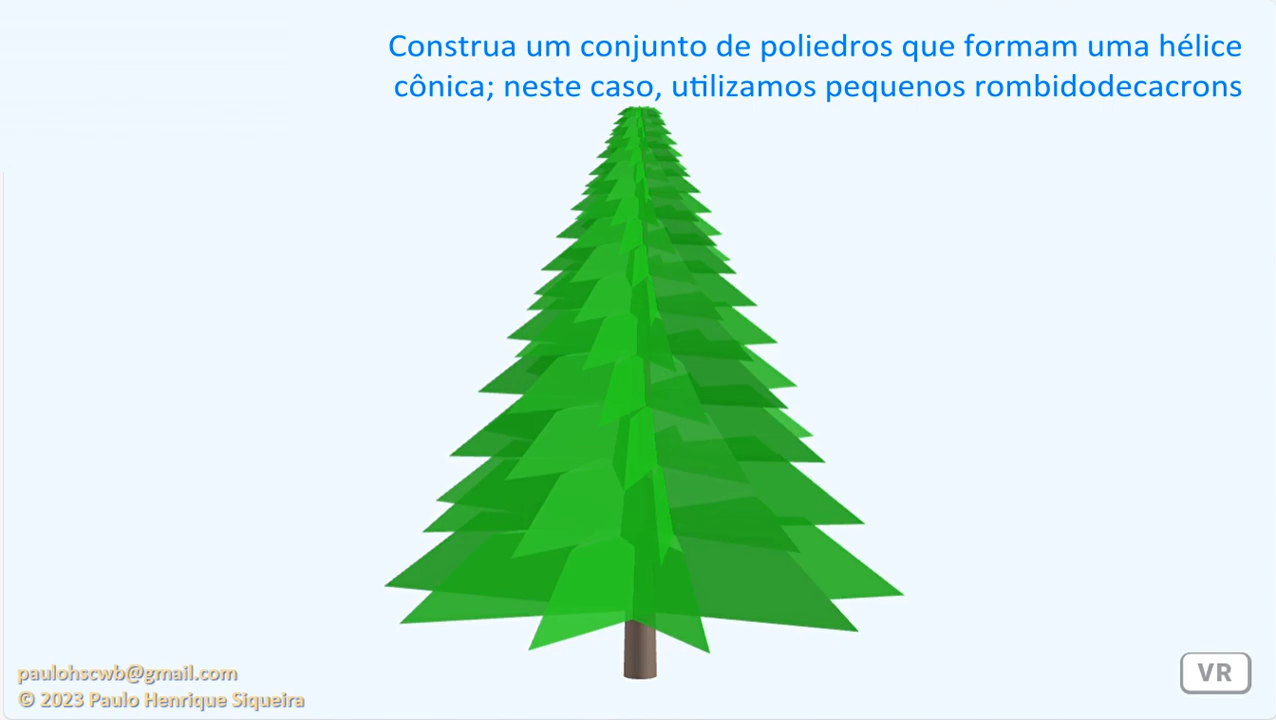 Construa um conjunto de poliedros que formam uma hélice
cônica; neste caso, utilizamos pequenos rombidodecacrons
paulohscwb@gmail.com
© 2023 Paulo Henrique Siqueira
VR